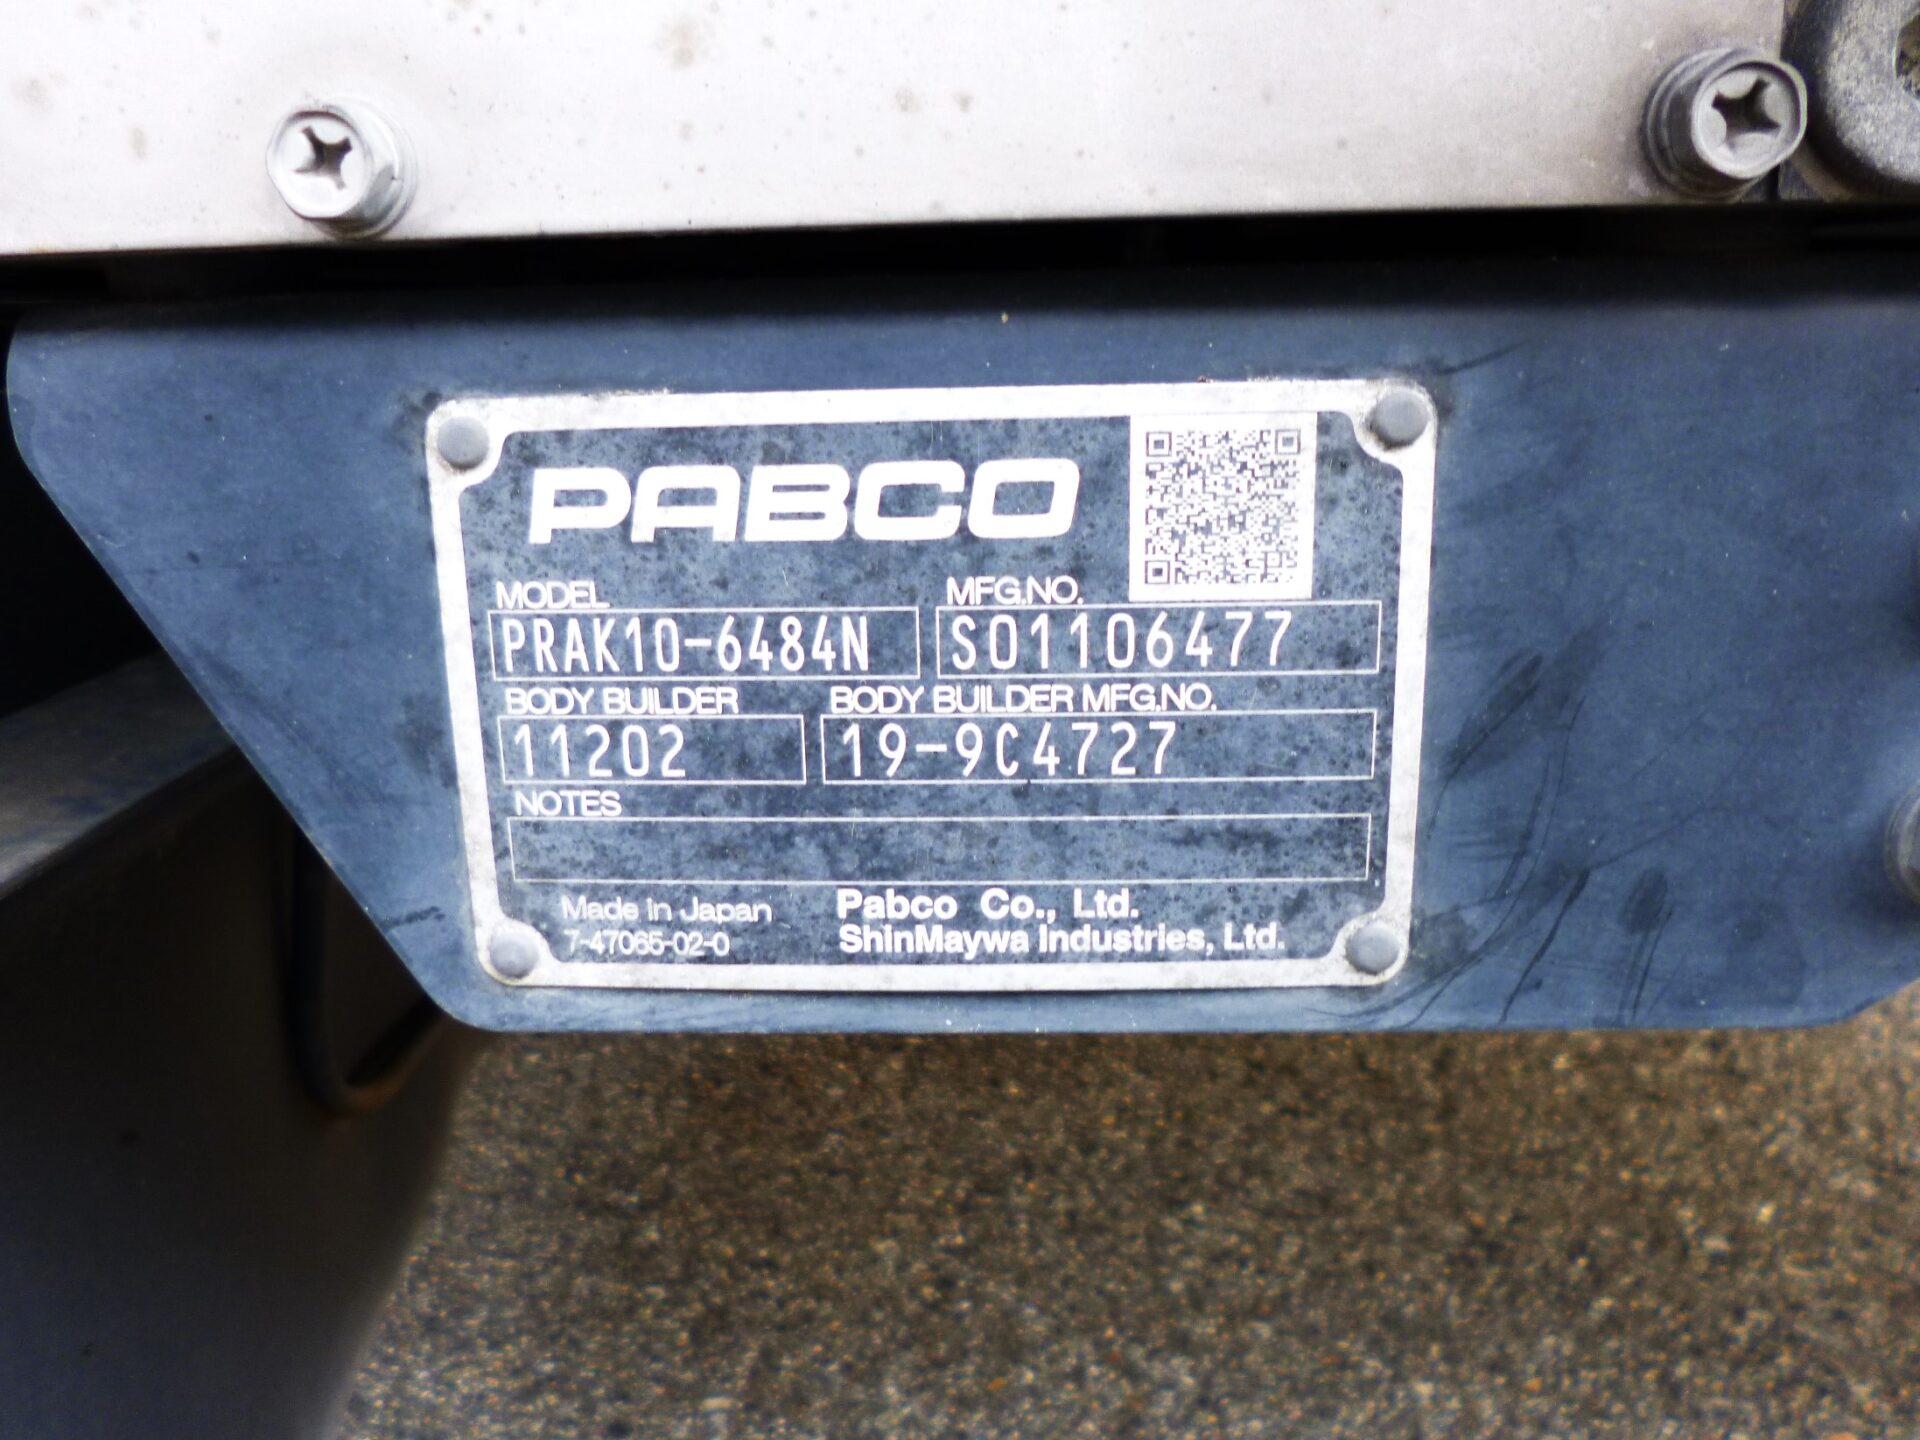 PABCO
MODEL MFG.NO.
PRAK10-6484N S01106477
BODY BUILDER BODY BUILDER MFG.NO.
11202 19-9C4727
NOTES
Made in Japan Pabco Co., Ltd.
7-47065-02-0 ShinMaywa Industries, Ltd.